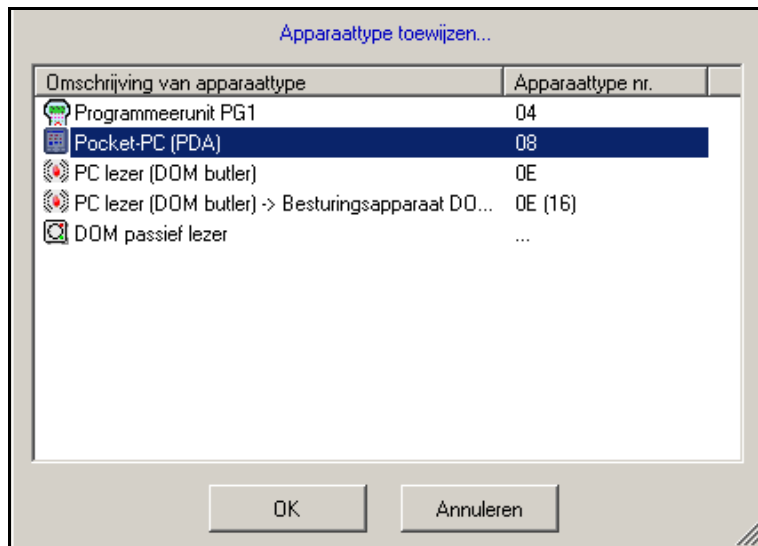 Apparaattype toewijzen...
Omschrijving van apparaattype Apparaattype nr.
Programmeerunit PG1 04
Pocket-PC (PDA) 08
PC lezer (DOM butler) 0E
PC lezer (DOM butler) -> Besturingsapparaat DO... 0E (16)
DOM passief lezer ...
OK Annuleren